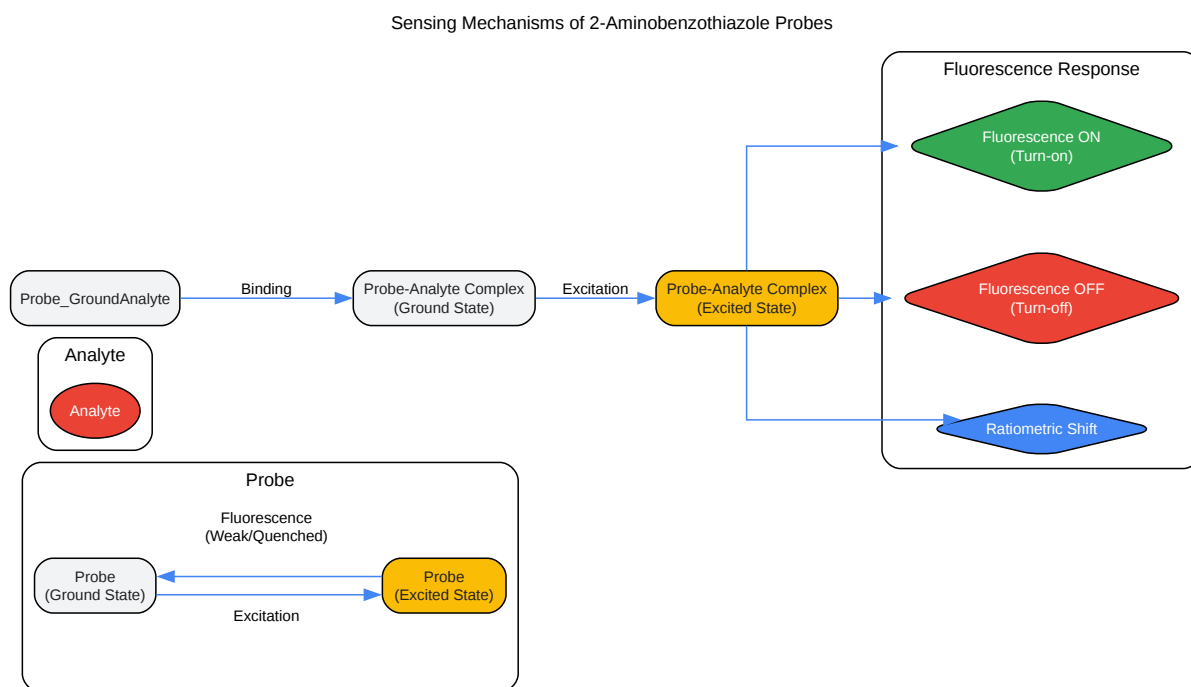 Sensing Mechanisms of 2-Aminobenzothiazole Probes
Fluorescence Response
Fluorescence ON
(Turn-on)
Probe_GroundAnalyte
Binding
Probe-Analyte Complex
(Ground State)
Excitation
Probe-Analyte Complex
(Excited State)
Fluorescence OFF
(Turn-off)
Ratiometric Shift
Analyte
Analyte
Probe
Fluorescence
(Weak/Quenched)
Probe
(Ground State)
Probe
(Excited State)
Excitation